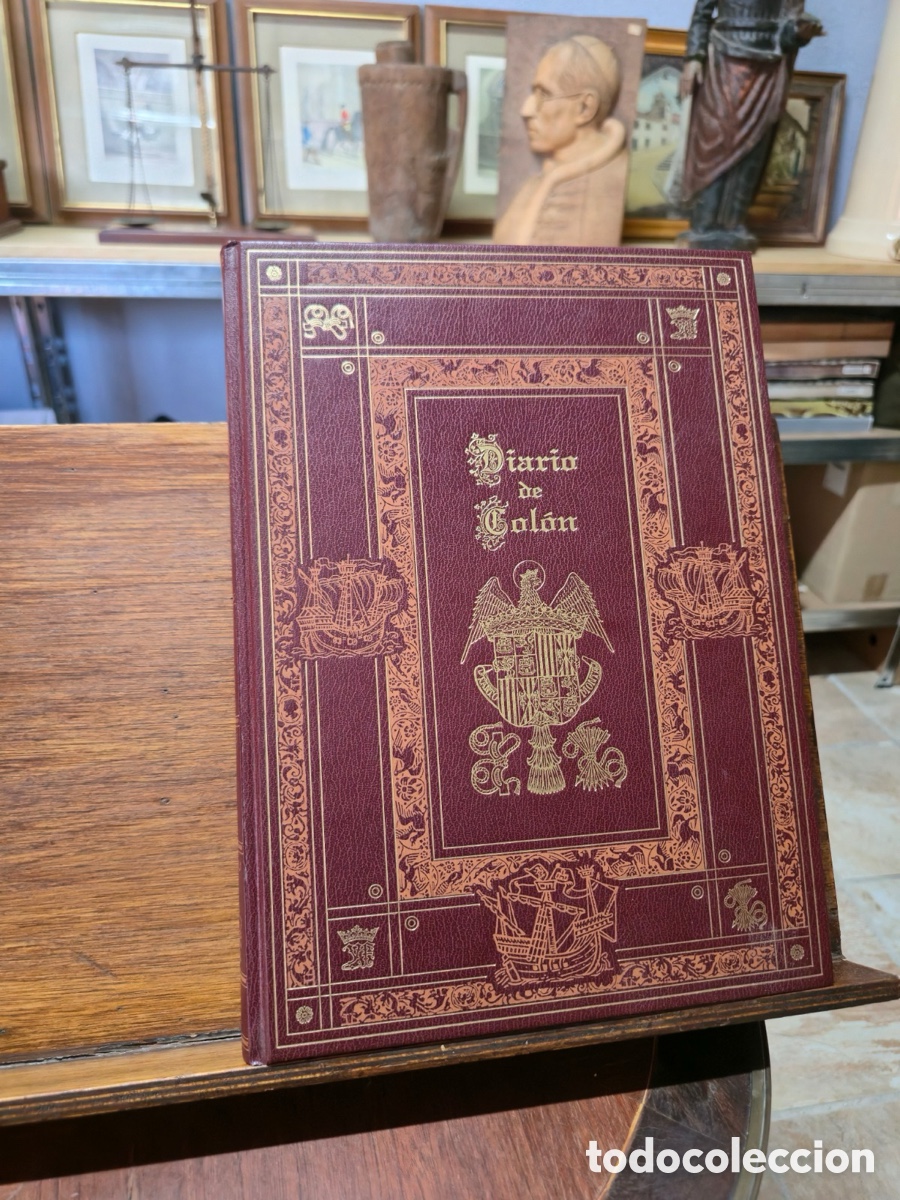 Diario
de
Colón
todocoleccion